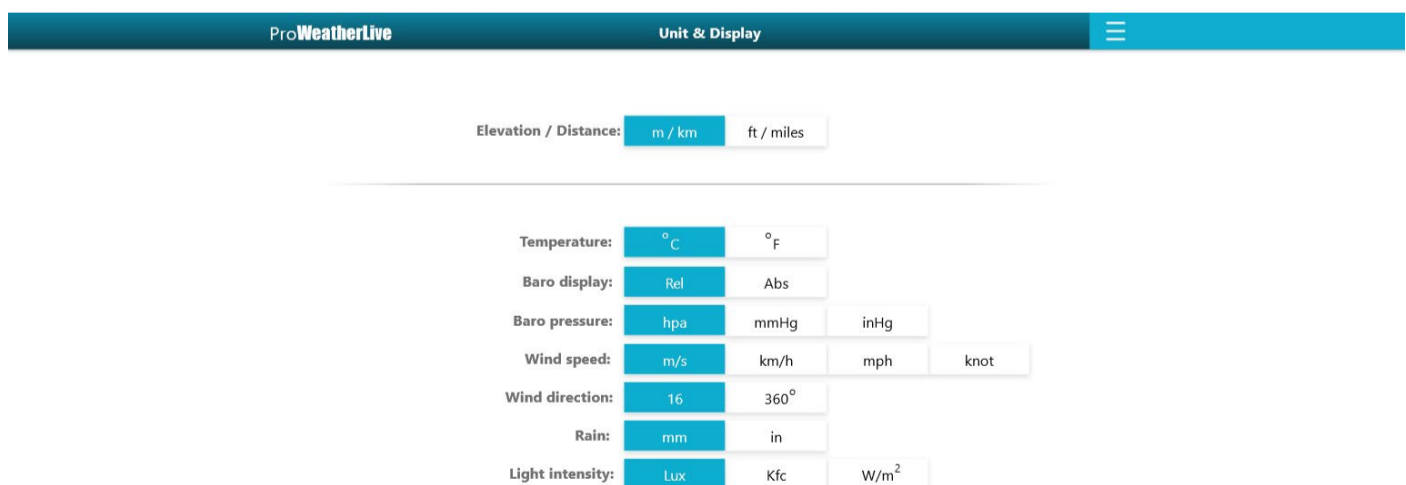 ProWeatherLive Unit & Display
Elevation / Distance: m / km ft / miles
Temperature: °C °F
Baro display: Rel Abs
Baro pressure: hpa mmHg inHg
Wind speed: m/s km/h mph knot
Wind direction: 16 360°
Rain: mm in
Light intensity: Lux Kfc W/m²